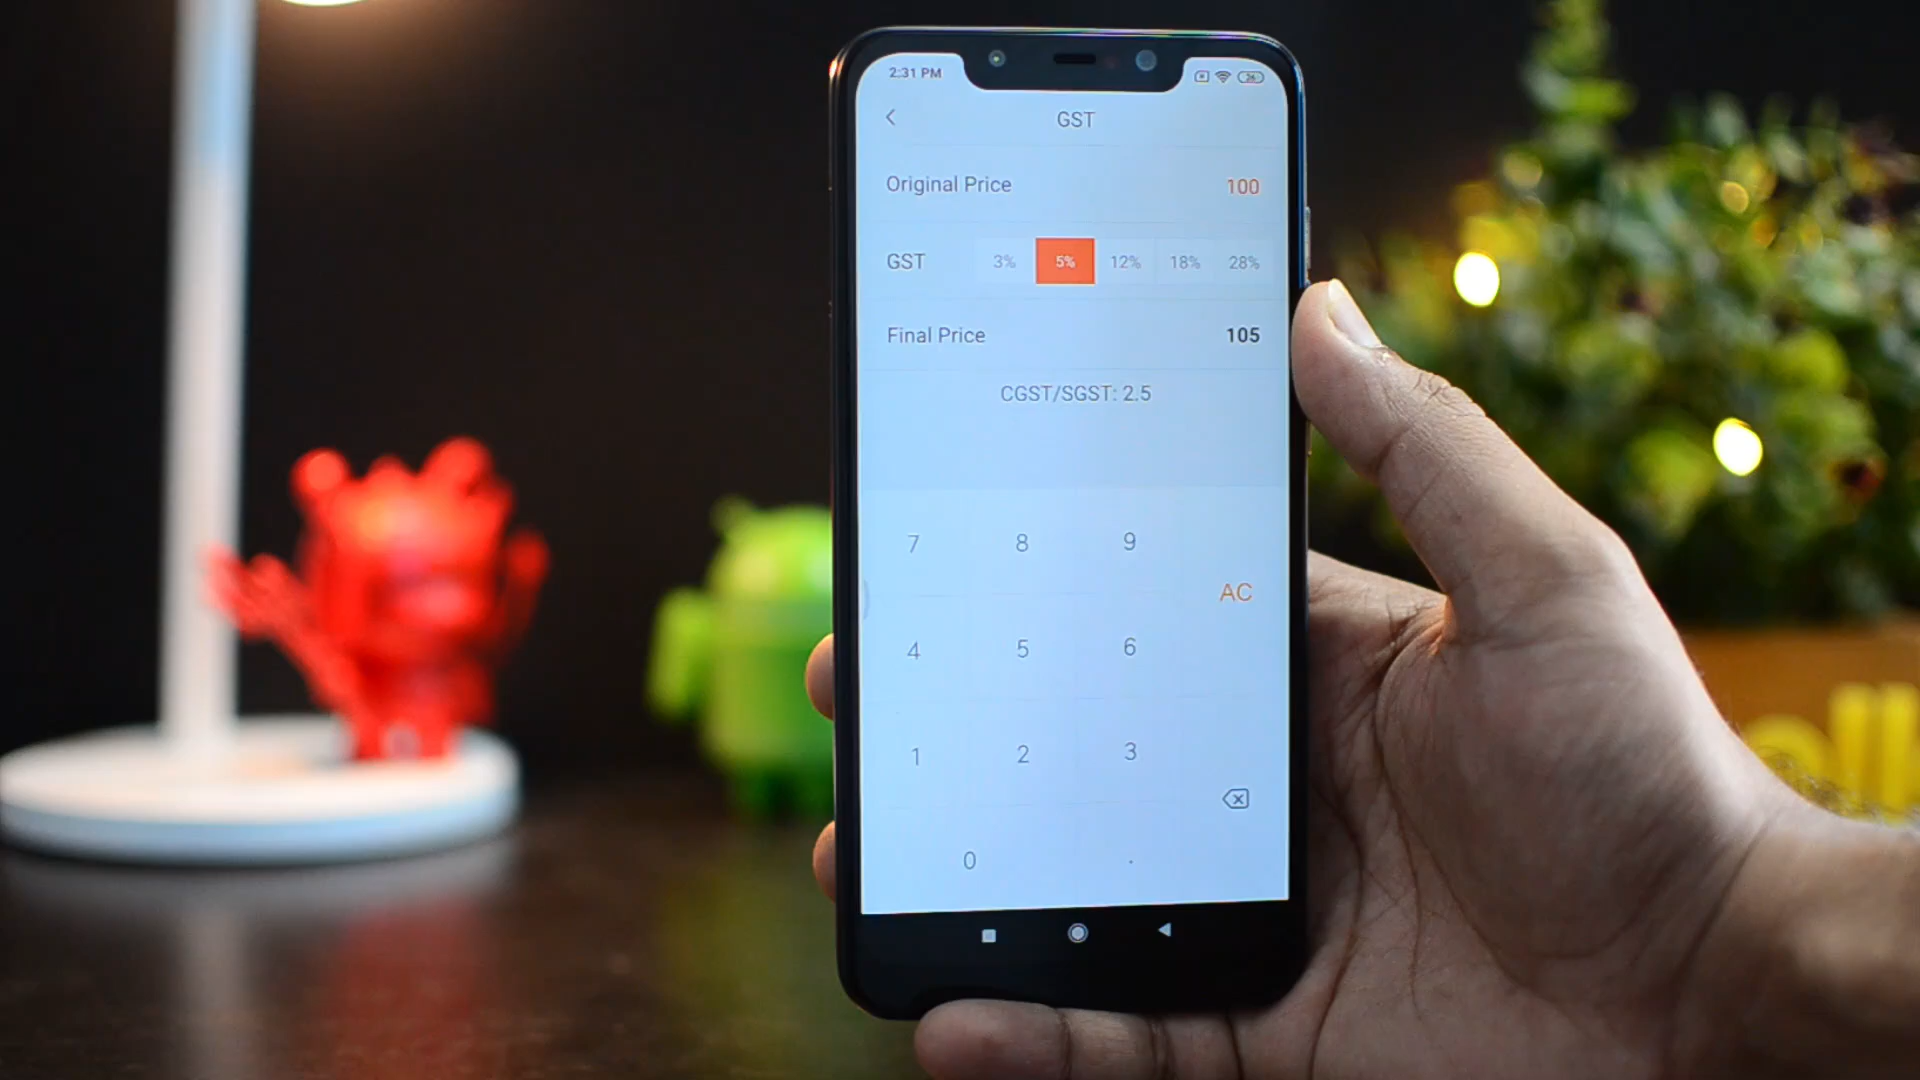 2:31 PM 26
GST
Original Price 100
GST 3% 5% 12% 18% 28%
Final Price 105
CGST/SGST: 2.5
7 8 9
AC
4 5 6
1 2 3
0 .